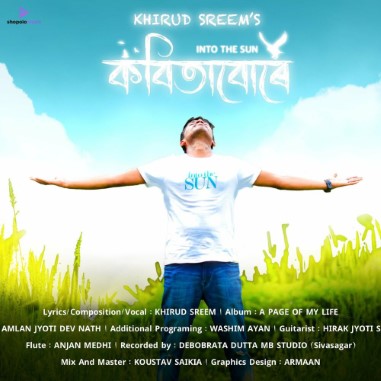 shopoio
KHIRUD SREEM'S
INTO THE SUN
কবিতাবোৰে
into the
SUN
Lyrics/Composition/Vocal : KHIRUD SREEM ! Album : A PAGE OF MY LIFE
AMLAN JYOTI DEV NATH ! Additional Programing : WASHIM AYAN ! Guitarist : HIRAK JYOTI S
Flute : ANJAN MEDHI ! Recorded by : DEBOBRATA DUTTA MB STUDIO (Sivasagar)
Mix And Master : KOUSTAV SAIKIA ! Graphics Design : ARMAAN